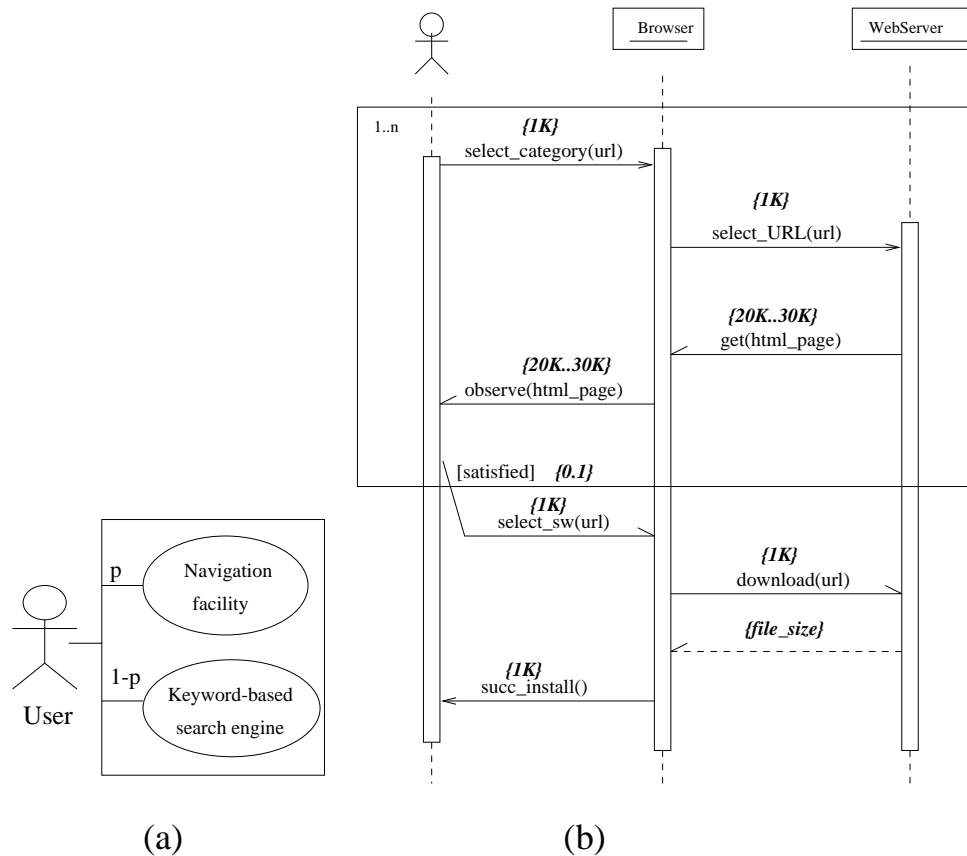 Browser
WebServer
1..n
{1K}
select_category(url)
{1K}
select_URL(url)
{20K..30K}
get(html_page)
{20K..30K}
observe(html_page)
[satisfied] {0.1}
{1K}
select_sw(url)
{1K}
download(url)
{file_size}
{1K}
succ_install()
p
Navigation
facility
1-p
Keyword-based
search engine
User
(a)
(b)